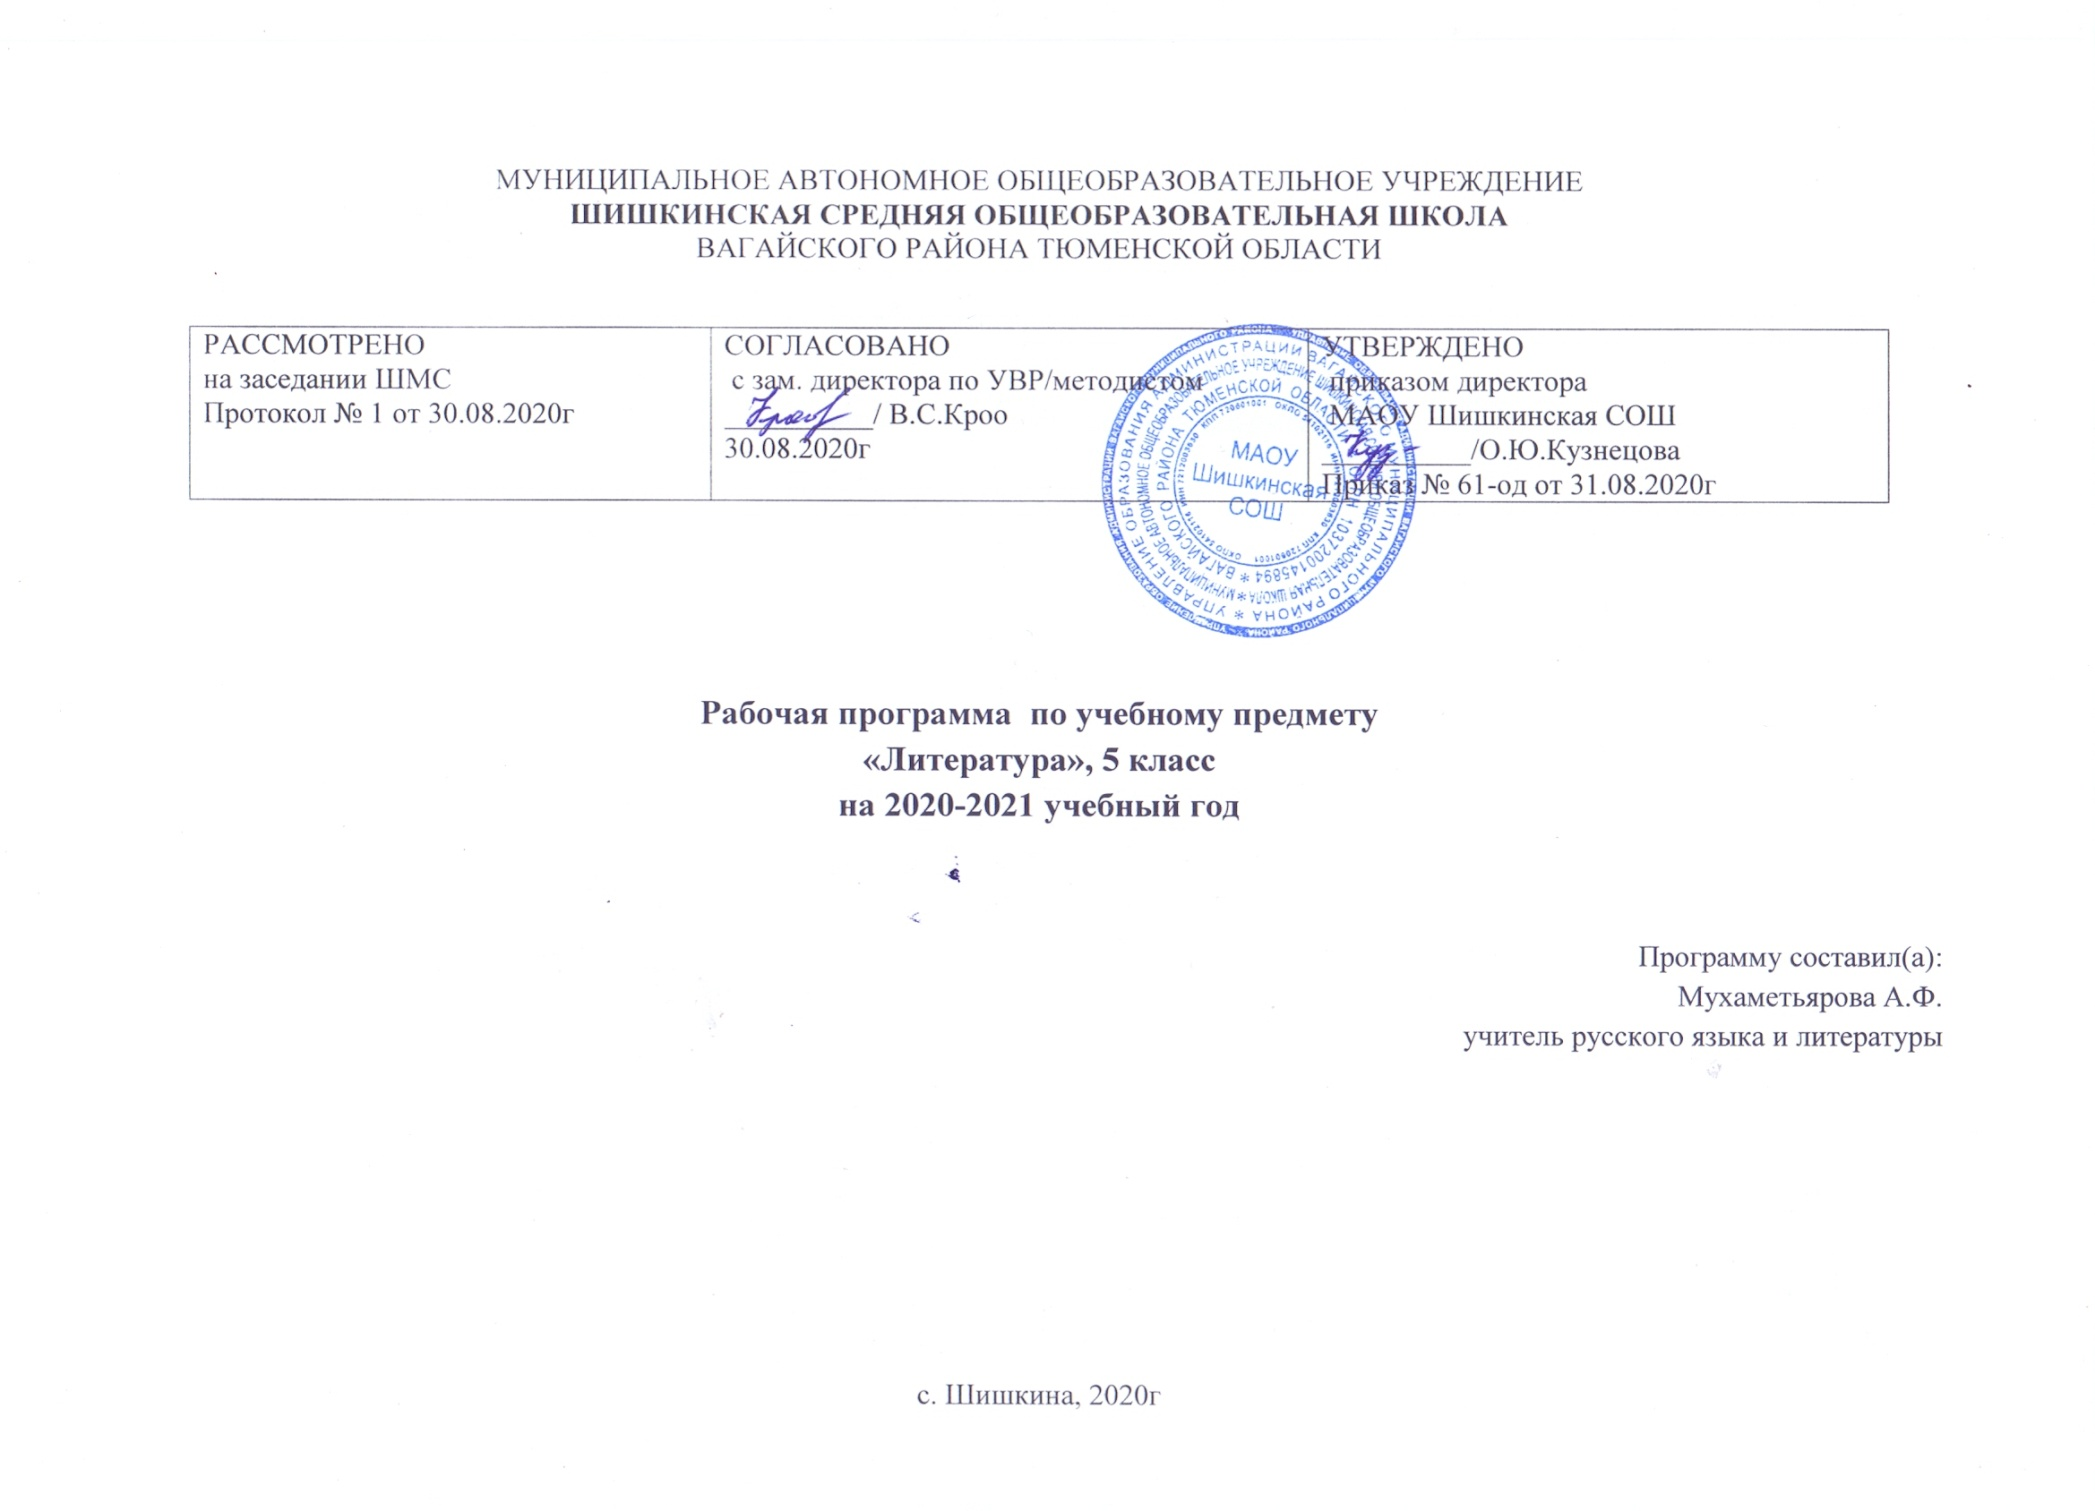 МУНИЦИПАЛЬНОЕ АВТОНОМНОЕ ОБЩЕОБРАЗОВАТЕЛЬНОЕ УЧРЕЖДЕНИЕ
ШИШКИНСКАЯ СРЕДНЯЯ ОБЩЕОБРАЗОВАТЕЛЬНАЯ ШКОЛА
ВАГАЙСКОГО РАЙОНА ТЮМЕНСКОЙ ОБЛАСТИ
РАССМОТРЕНО
на заседании ШМС
Протокол № 1 от 30.08.2020г
СОГЛАСОВАНО
с зам. директора по УВР/методистом
___________/ В.С.Кроо
30.08.2020г
УТВЕРЖДЕНО
приказом директора
МАОУ Шишкинская СОШ
___________/О.Ю.Кузнецова
Приказ № 61-од от 31.08.2020г
МАОУ
Шишкинская
СОШ
Рабочая программа  по учебному предмету
«Литература», 5 класс
на 2020-2021 учебный год
Программу составил(а):
Мухаметьярова А.Ф.
учитель русского языка и литературы
с. Шишкина, 2020г